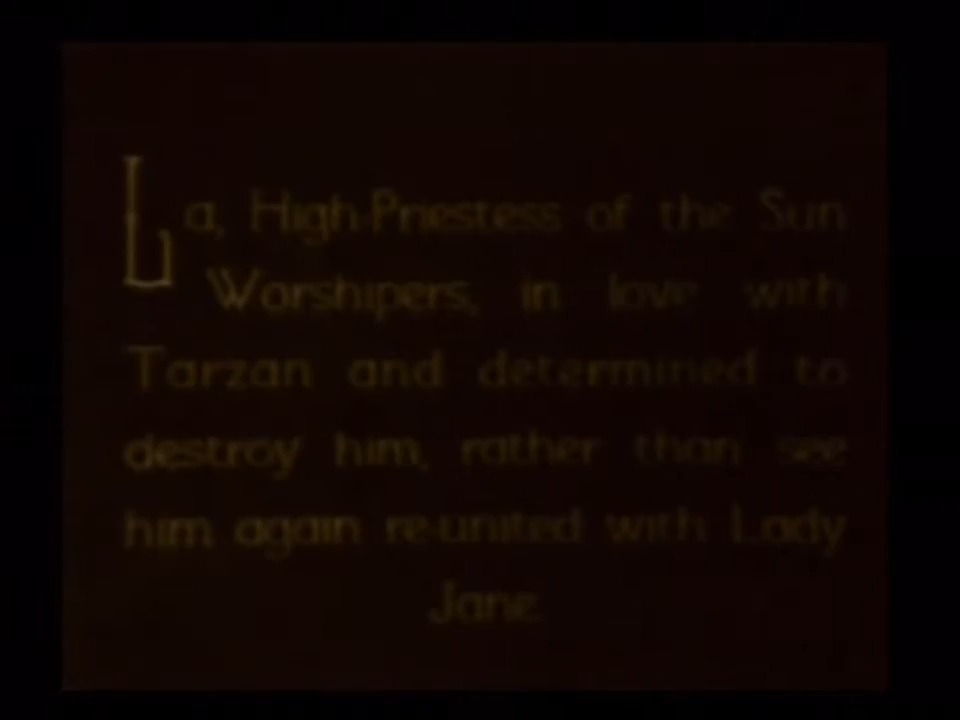 La, High-Priestess of the Sun
Worshipers, in love with
Tarzan and determined to
destroy him, rather than see
him again re-united with Lady
Jane.